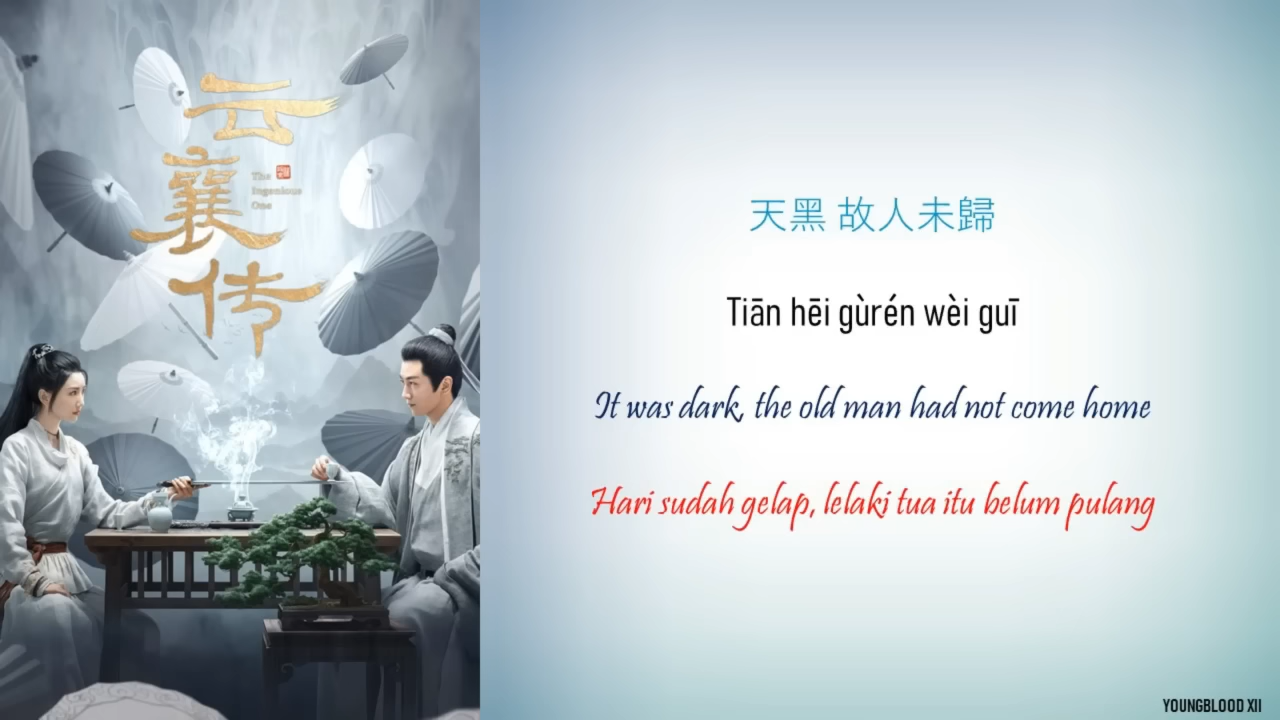 云襄传
The
Ingenious
One
天黑 故人未歸
Tiān hēi gùrén wèi guī
It was dark, the old man had not come home
Hari sudah gelap, lelaki tua itu belum pulang
YOUNGBLOOD XII